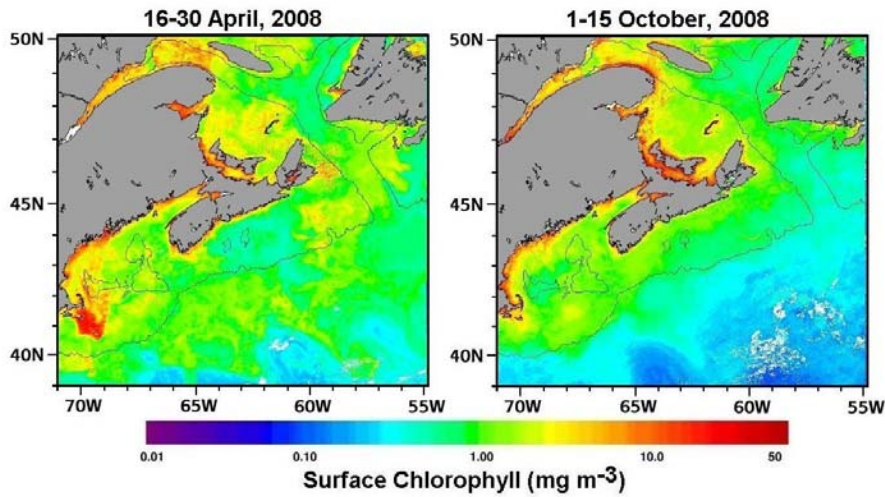 16-30 April, 2008
1-15 October, 2008
50N
45N
40N
70W 65W 60W 55W
50N
45N
40N
70W 65W 60W 55W
0.01 0.10 1.00 10.0 50
Surface Chlorophyll (mg m-3)